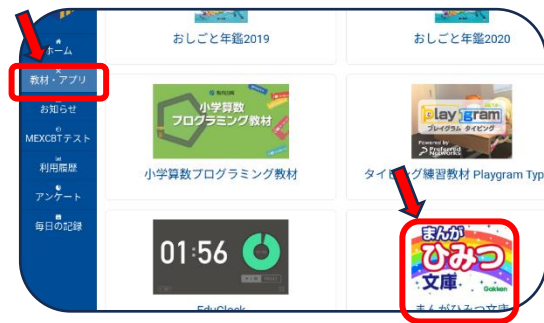 ホーム
教材・アプリ
お知らせ
MEXCBTテスト
利用履歴
アンケート
毎日の記録
おしごと年鑑2019
おしごと年鑑2020
小学算数
プログラミング教材
小学算数プログラミング教材
Playgram
プレイグラム タイピング
Powered by
Preferred
Networks
タイピング練習教材 Playgram Typ
01:56
EduClock
まんが
ひみつ
文庫
Gakken
まんがひみつ文庫